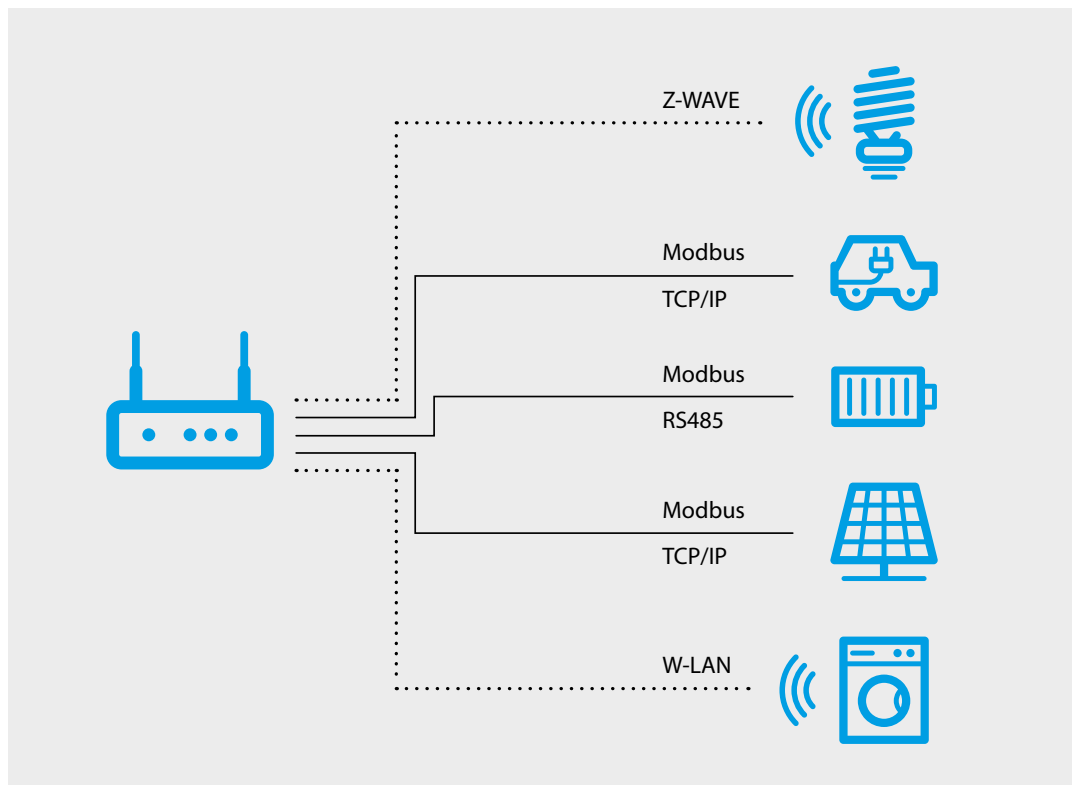 Z-WAVE
Modbus
TCP/IP
Modbus
RS485
Modbus
TCP/IP
W-LAN